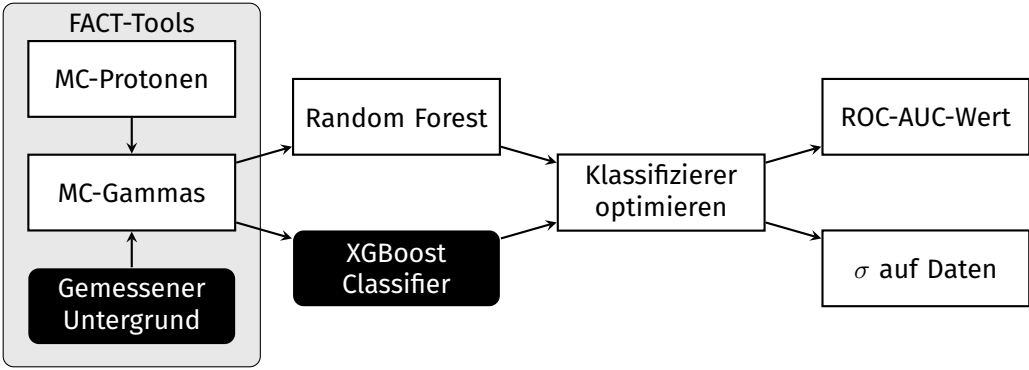 FACT-Tools
MC-Protonen
MC-Gammas
Gemessener
Untergrund
Random Forest
XGBoost
Classifier
Klassifizierer
optimieren
ROC-AUC-Wert
σ auf Daten